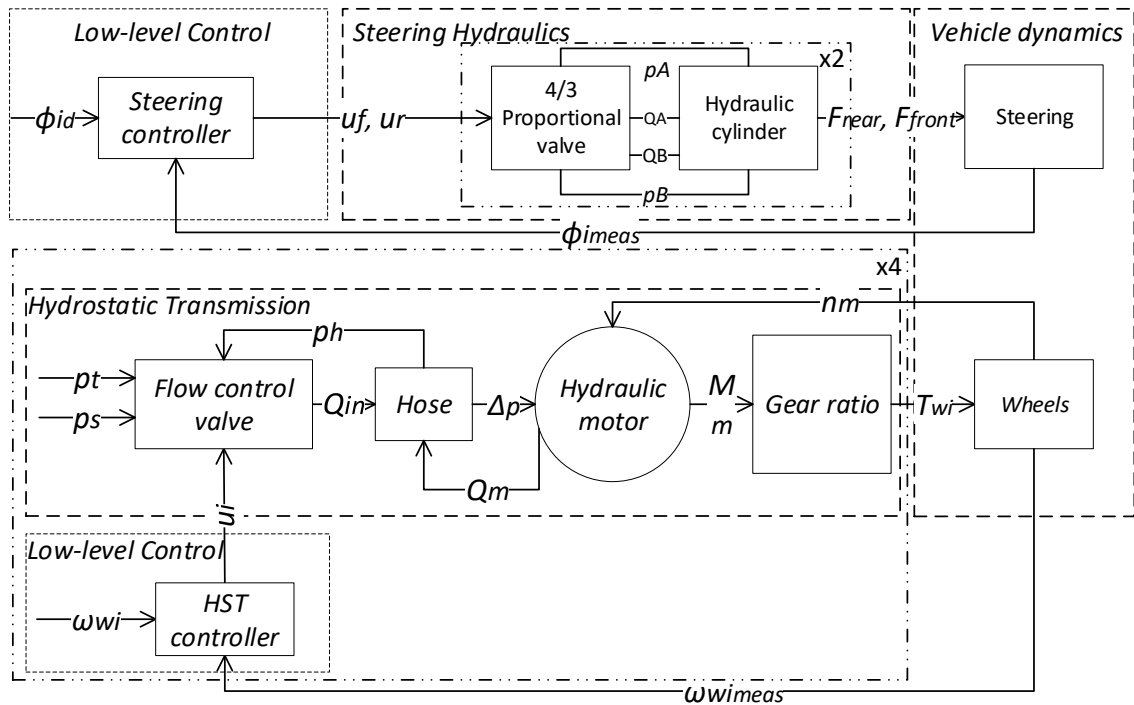 Low-level Control
Steering Hydraulics
Vehicle dynamics
x2
ϕid
Steering
controller
uf, ur
4/3
Proportional
valve
pA
QA
QB
pB
Hydraulic
cylinder
Frear, Ffront
Steering
ϕimeas
x4
Hydrostatic Transmission
nm
ph
pt
ps
Flow control
valve
Qin
Hose
Δp
Hydraulic
motor
M
m
Gear ratio
Twi
Wheels
Qm
ui
Low-level Control
ωwi
HST
controller
ωwimeas